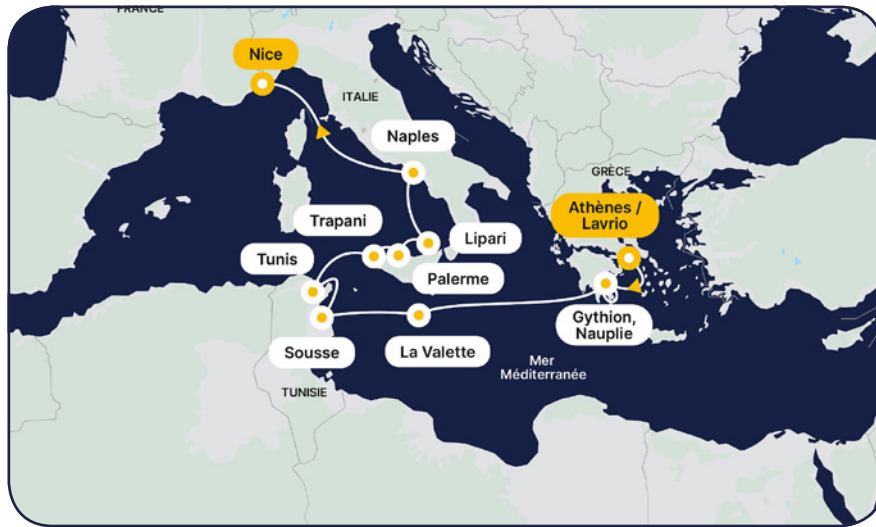 FRANCE
Nice
ITALIE
Naples
GRÈCE
Athènes /
Lavrio
Trapani
Lipari
Tunis
Palerme
Gythion,
Nauplie
Sousse
La Valette
Mer
Méditerranée
TUNISIE